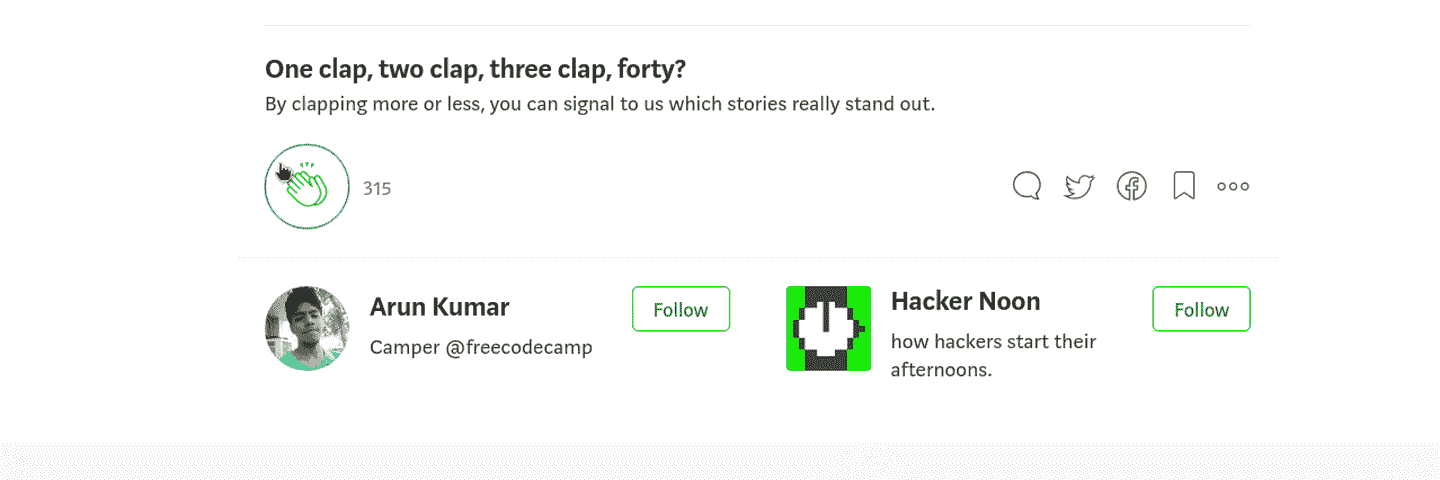 One clap, two clap, three clap, forty?
By clapping more or less, you can signal to us which stories really stand out.
315
Arun Kumar
Follow
Camper @freecodecamp
Hacker Noon
Follow
how hackers start their
afternoons.